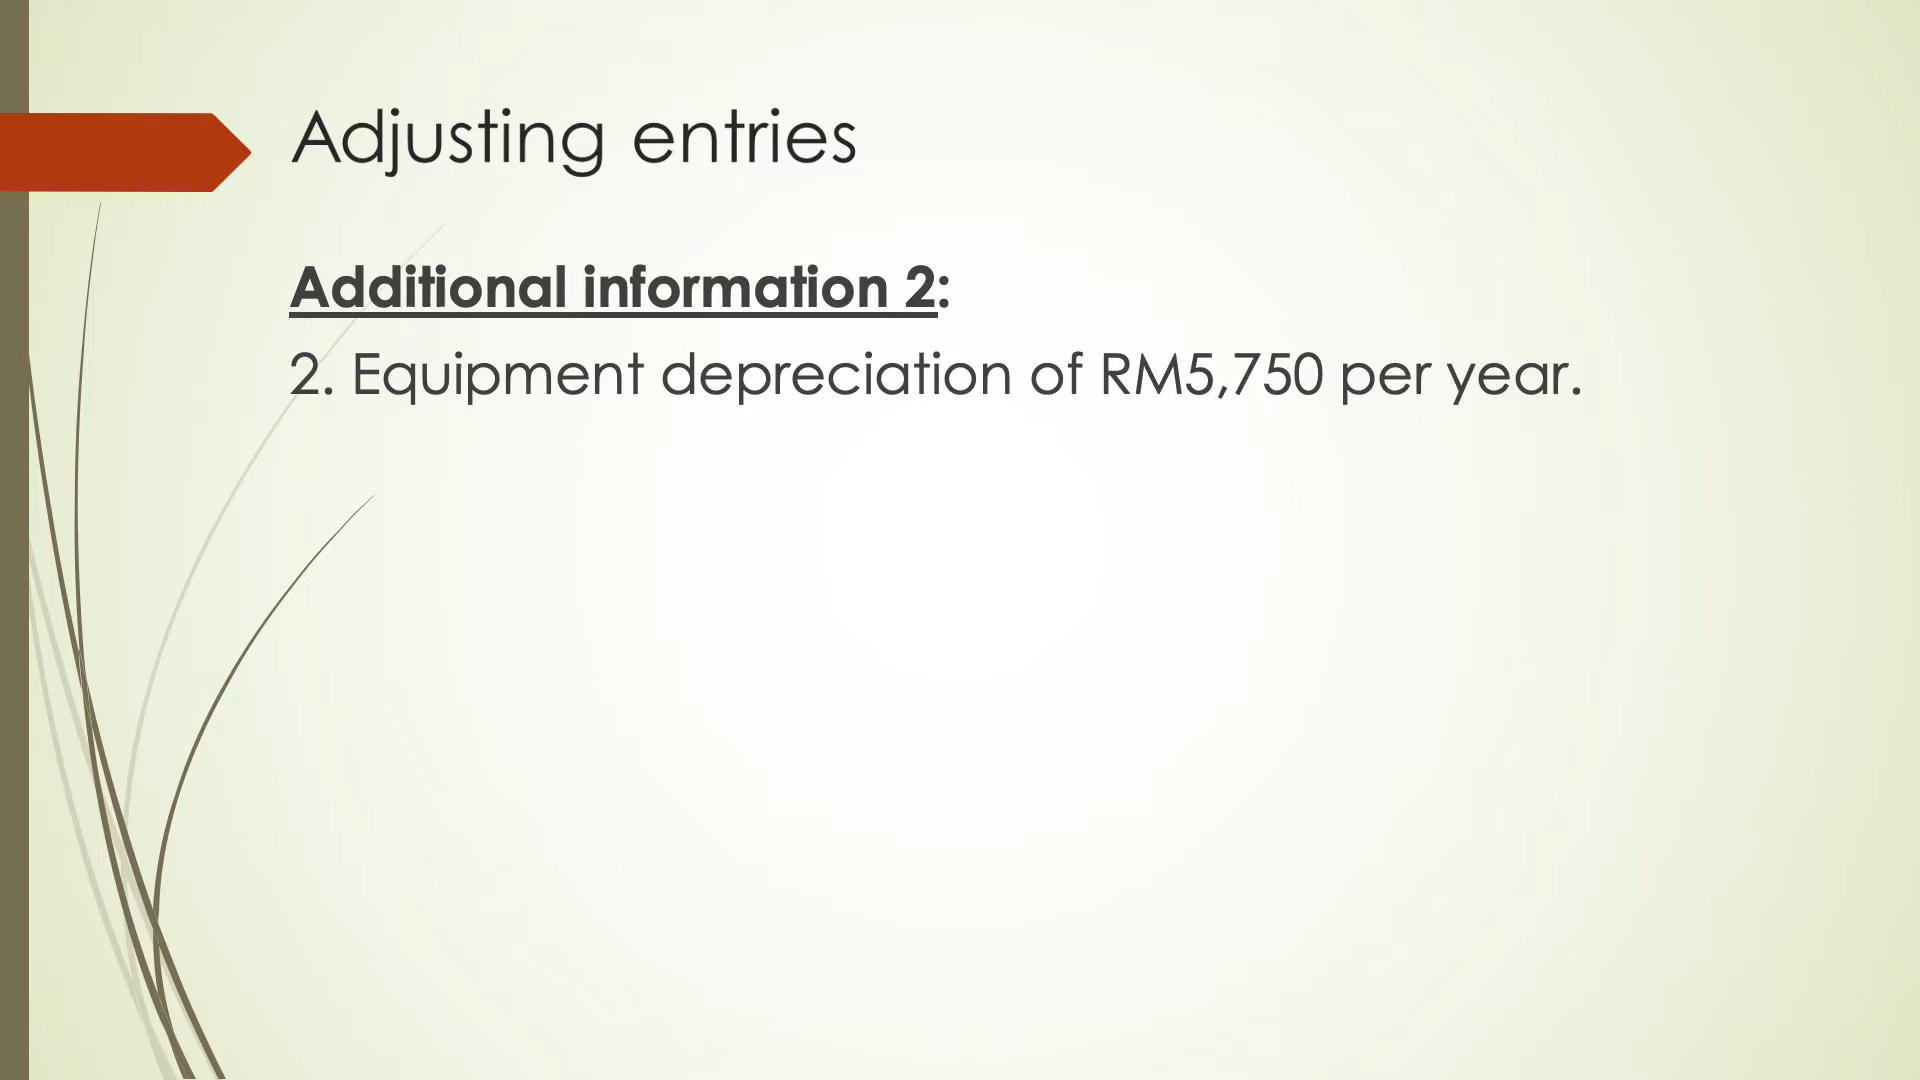 Adjusting entries
Additional information 2:
2. Equipment depreciation of RM5,750 per year.